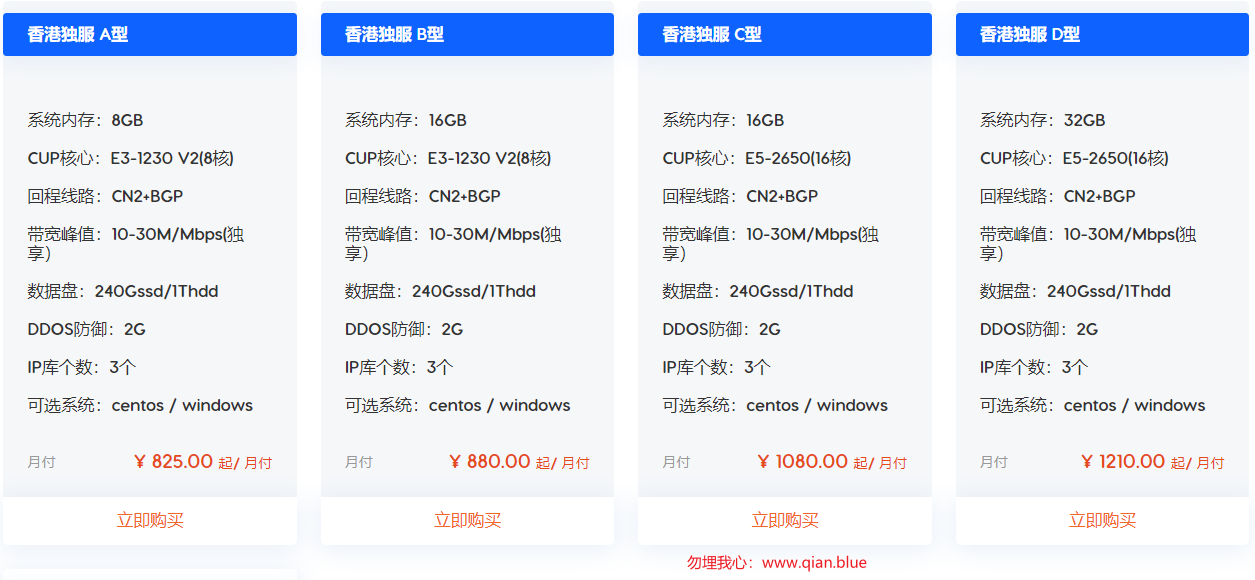 香港独服 A型
系统内存：8GB
CUP核心：E3-1230 V2(8核)
回程线路：CN2+BGP
带宽峰值：10-30M/Mbps(独
享)
数据盘：240Gssd/1Thdd
DDOS防御：2G
IP库个数：3个
可选系统：centos / windows
月付 ¥ 825.00 起/ 月付
立即购买
香港独服 B型
系统内存：16GB
CUP核心：E3-1230 V2(8核)
回程线路：CN2+BGP
带宽峰值：10-30M/Mbps(独
享)
数据盘：240Gssd/1Thdd
DDOS防御：2G
IP库个数：3个
可选系统：centos / windows
月付 ¥ 880.00 起/ 月付
立即购买
香港独服 C型
系统内存：16GB
CUP核心：E5-2650(16核)
回程线路：CN2+BGP
带宽峰值：10-30M/Mbps(独
享)
数据盘：240Gssd/1Thdd
DDOS防御：2G
IP库个数：3个
可选系统：centos / windows
月付 ¥ 1080.00 起/ 月付
立即购买
香港独服 D型
系统内存：32GB
CUP核心：E5-2650(16核)
回程线路：CN2+BGP
带宽峰值：10-30M/Mbps(独
享)
数据盘：240Gssd/1Thdd
DDOS防御：2G
IP库个数：3个
可选系统：centos / windows
月付 ¥ 1210.00 起/ 月付
立即购买
勿埋我心：www.qian.blue